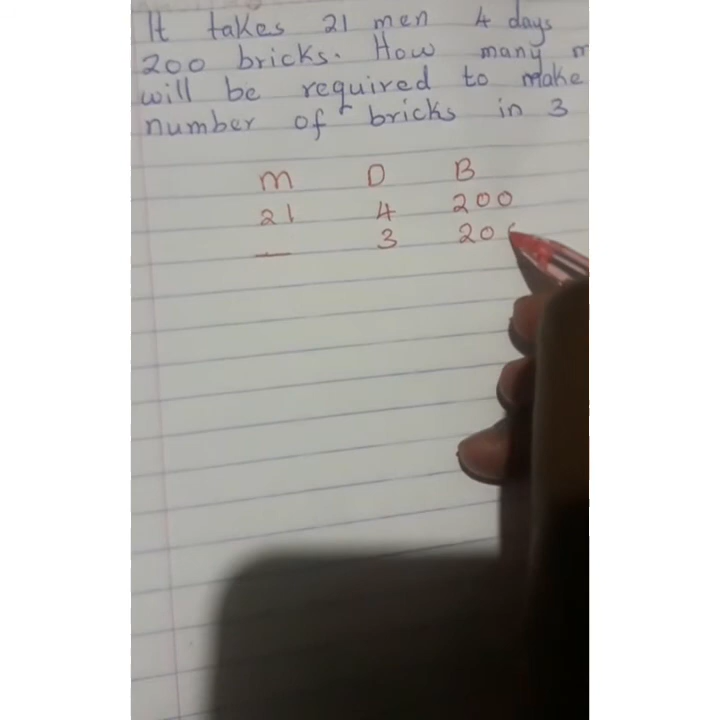 It takes 21 men 4 days
200 bricks. How many m
will be required to make
number of bricks in 3
M D B
21 4 200
_ 3 20